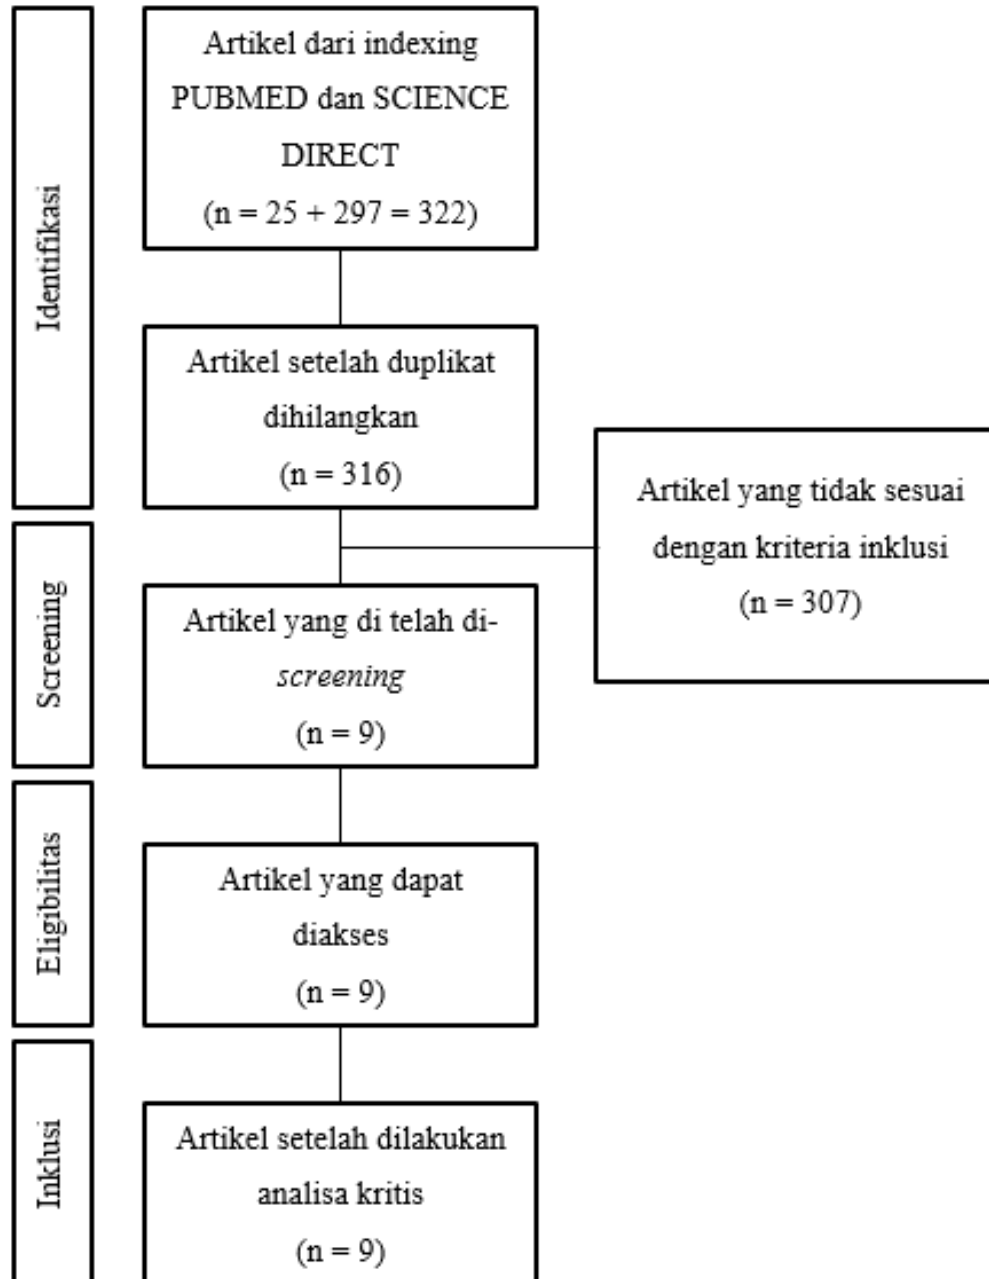 Identifikasi
Artikel dari indexing
PUBMED dan SCIENCE
DIRECT
(n = 25 + 297 = 322)
Artikel setelah duplikat
dihilangkan
(n = 316)
Artikel yang tidak sesuai
dengan kriteria inklusi
(n = 307)
Screening
Artikel yang di telah di-
screening
(n = 9)
Eligibilitas
Artikel yang dapat
diakses
(n = 9)
Inklusi
Artikel setelah dilakukan
analisa kritis
(n = 9)